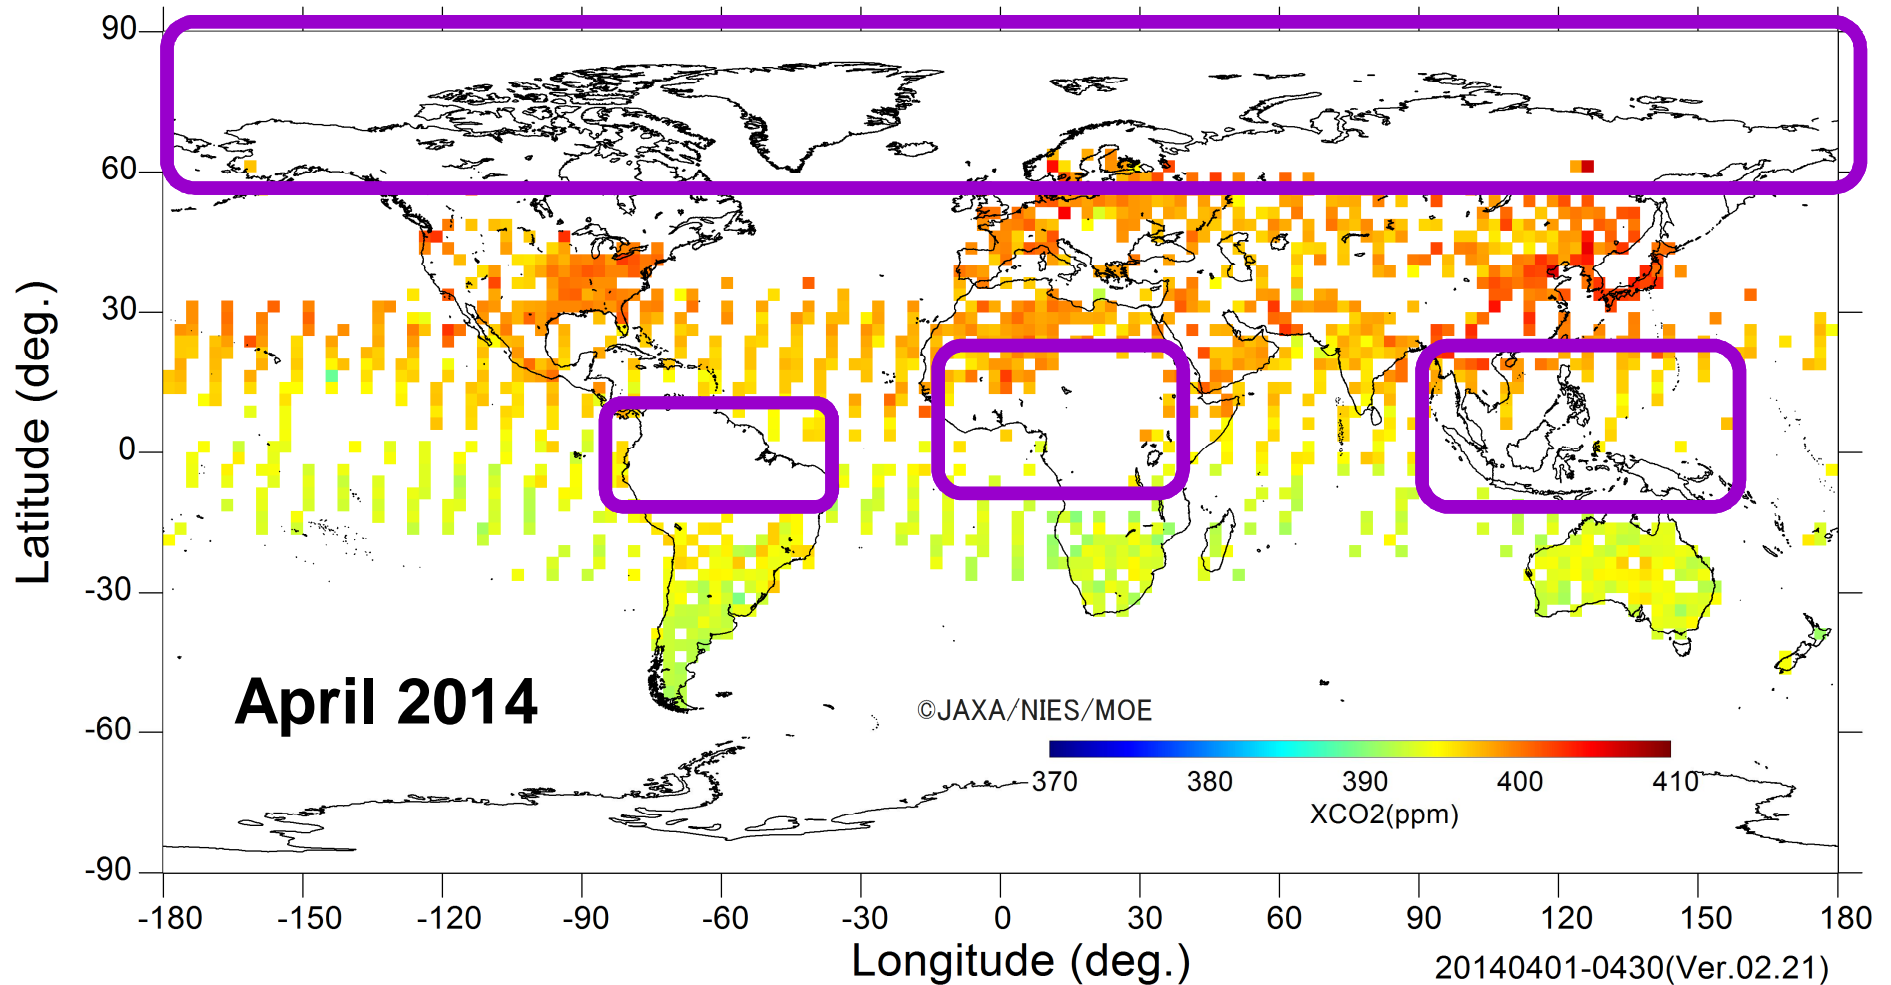 90
60
30
0
-30
-60
-90
Latitude (deg.)
April 2014
©JAXA/NIES/MOE
370 380 390 400 410
XCO2(ppm)
-180 -150 -120 -90 -60 -30 0 30 60 90 120 150 180
Longitude (deg.)
20140401-0430(Ver.02.21)